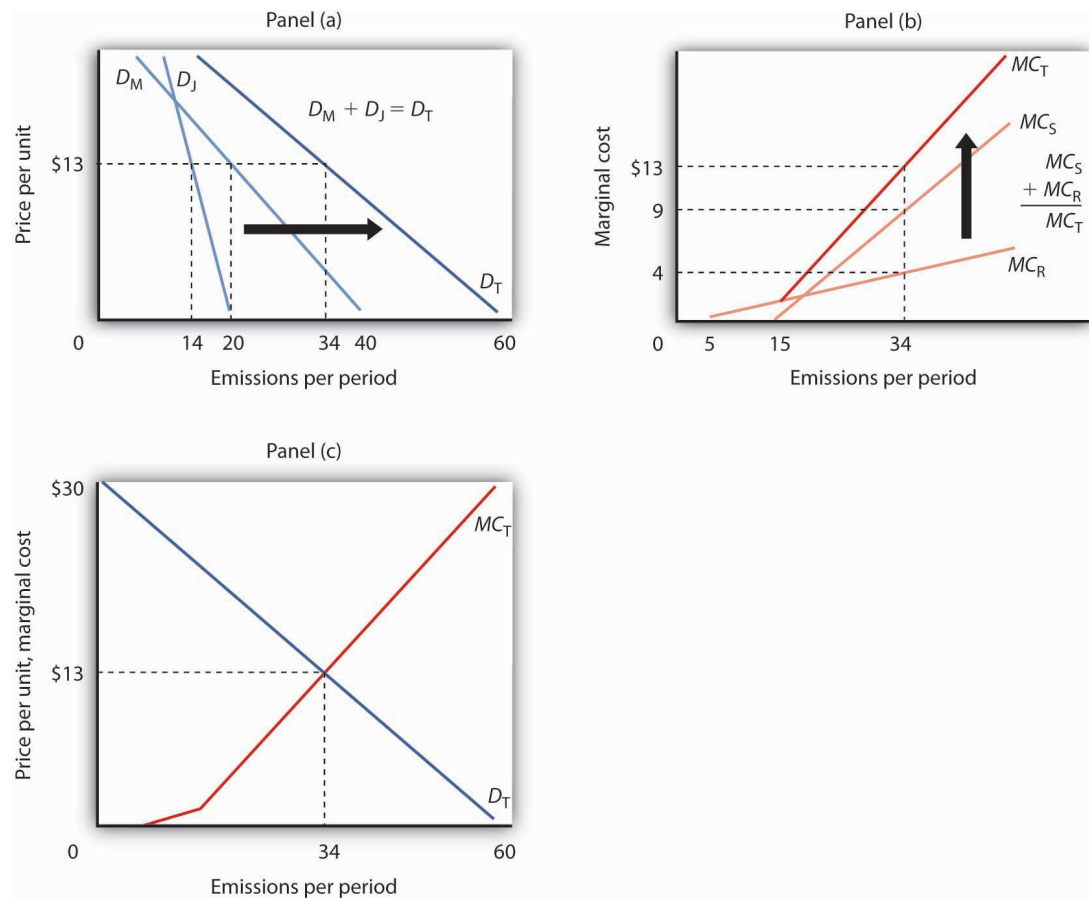 Panel (a)
D_M
D_J
D_M + D_J = D_T
$13
D_T
Price per unit
0
14
20
34
40
60
Emissions per period
Panel (b)
MC_T
MC_S
$13
MC_S
+ MC_R
MC_T
9
4
MC_R
Marginal cost
0
5
15
34
Emissions per period
Panel (c)
$30
MC_T
$13
D_T
Price per unit, marginal cost
0
34
60
Emissions per period